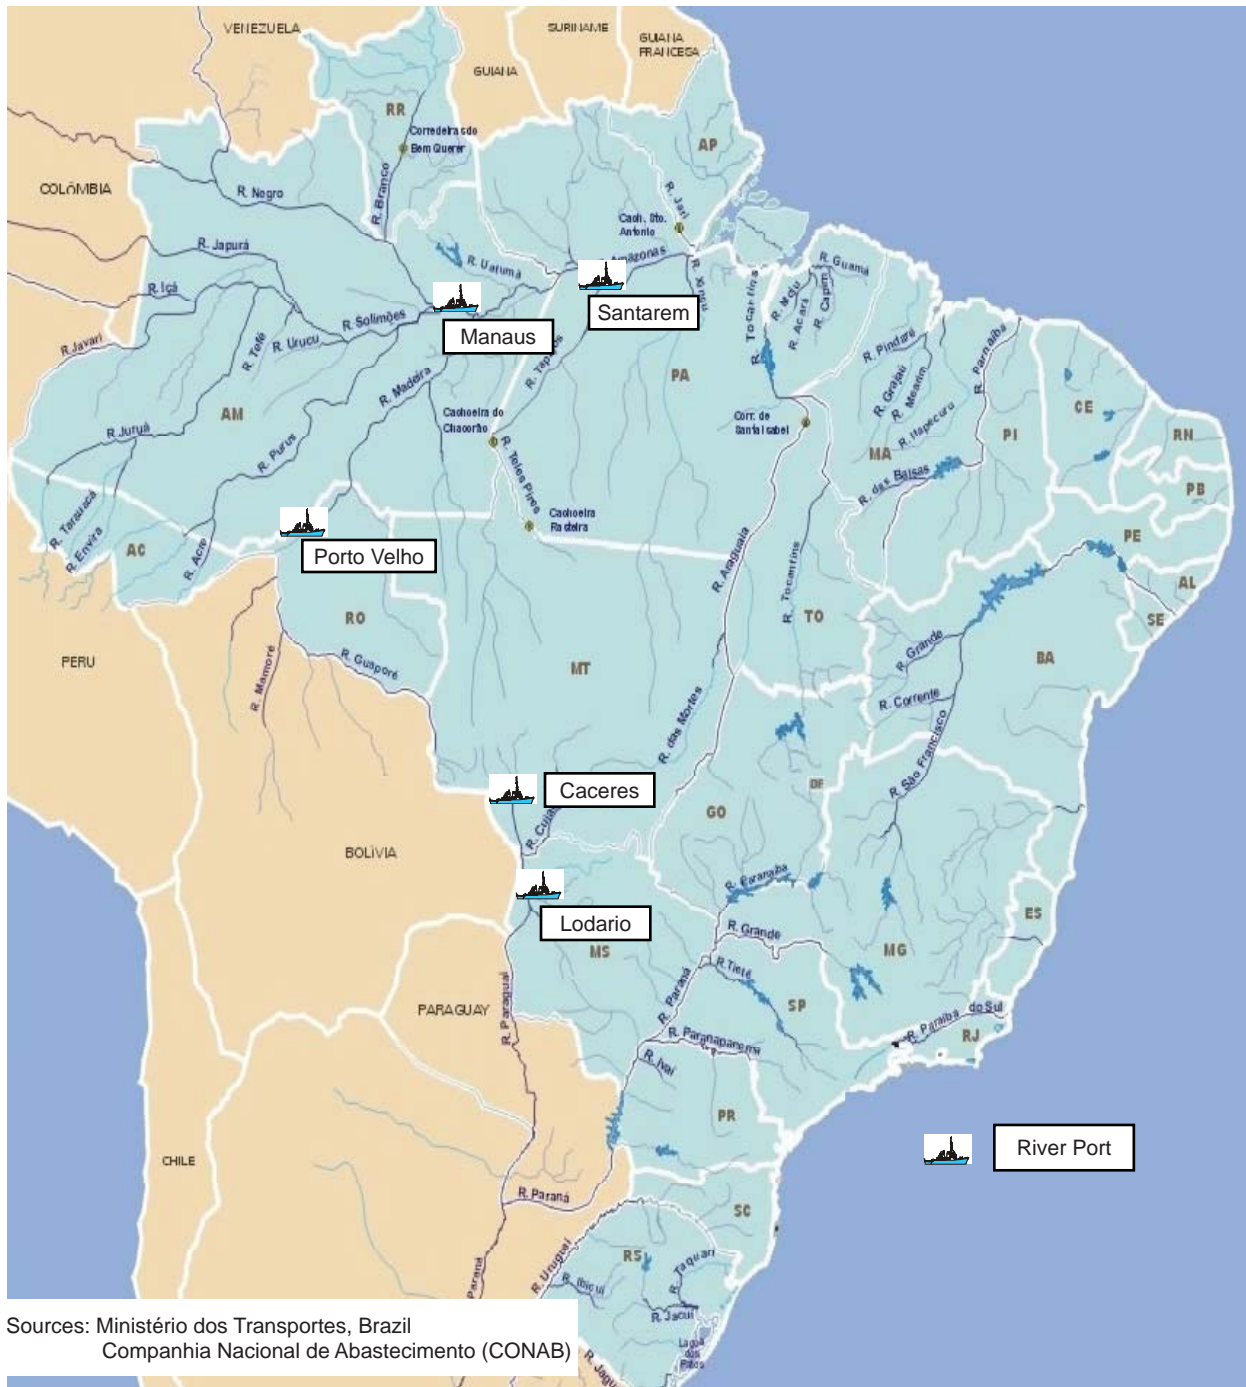 VENEZUELA
SURINAME
GUIANA
FRANCESA
GUIANA
RR
Corredeiras do
Bem Querer
AP
COLÔMBIA
R. Negro
R. Branco
R. Jari
Cach. Sto.
Antonio
R. Japurá
R. Uatumã
Amazonas
R. Xingu
R. Guamá
R. Içá
R. Moju
R. Acará
R. Capim
R. Tocantins
Santarem
R. Solimões
Manaus
R. Javari
R. Tefé
R. Urucu
R. Tapajós
R. Pindaré
R. Parnaíba
R. Madeira
PA
R. Grajaú
R. Mearim
AM
Cachoeira do
Chacorão
Corr. de
Santa Isabel
R. Itapecuru
CE
R. Juruá
R. Purus
MA
PI
RN
R. Teles Pires
R. das Balsas
PB
R. Tarauacá
R. Envira
Cachoeira
Rasteira
AC
R. Acre
Porto Velho
R. Araguaia
R. Tocantins
PE
AL
RO
TO
SE
PERU
R. Mamoré
R. Guaporé
MT
R. Grande
BA
R. Corrente
R. das Mortes
R. São Francisco
Caceres
DF
GO
R. Cuiabá
BOLÍVIA
R. Paranaíba
Lodario
ES
R. Grande
MS
MG
R. Tietê
R. Paraná
PARAGUAY
R. Paraguai
SP
R. Paraíba do Sul
RJ
R. Paranapanema
R. Ivaí
PR
River Port
CHILE
R. Paraná
SC
R. Uruguai
RS
R. Taquari
Paraná
R. Ibicuí
R. Jacuí
Lagoa
dos
Patos
R. Jagu
Sources: Ministério dos Transportes, Brazil
Companhia Nacional de Abastecimento (CONAB)